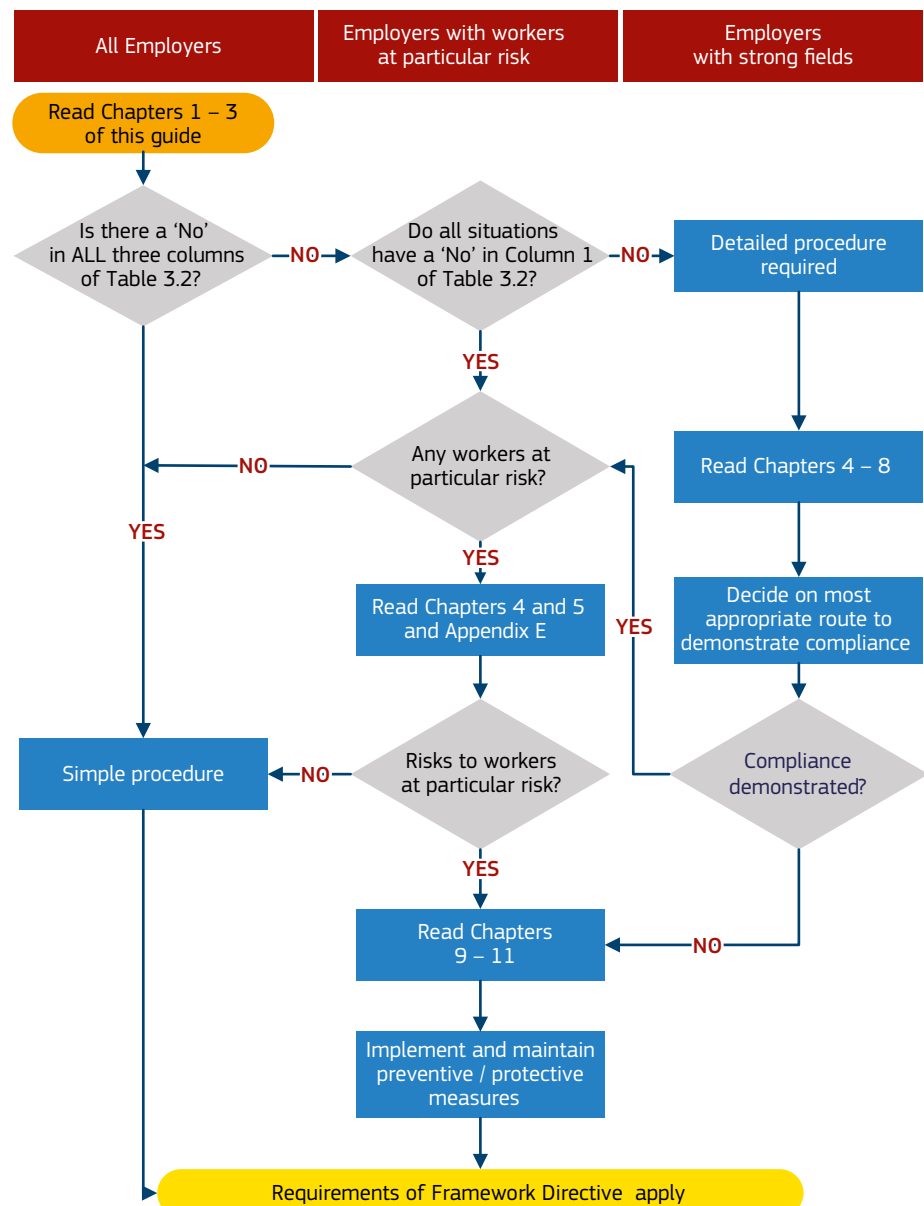 All Employers
Employers with workers
at particular risk
Employers
with strong fields
Read Chapters 1 – 3
of this guide
Is there a ‘No’
in ALL three columns
of Table 3.2?
NO
Do all situations
have a ‘No’ in Column 1
of Table 3.2?
NO
Detailed procedure
required
YES
Any workers at
particular risk?
NO
Read Chapters 4 – 8
YES
YES
Read Chapters 4 and 5
and Appendix E
YES
Decide on most
appropriate route to
demonstrate compliance
Simple procedure
NO
Risks to workers
at particular risk?
Compliance
demonstrated?
YES
Read Chapters
9 – 11
NO
Implement and maintain
preventive / protective
measures
Requirements of Framework Directive apply